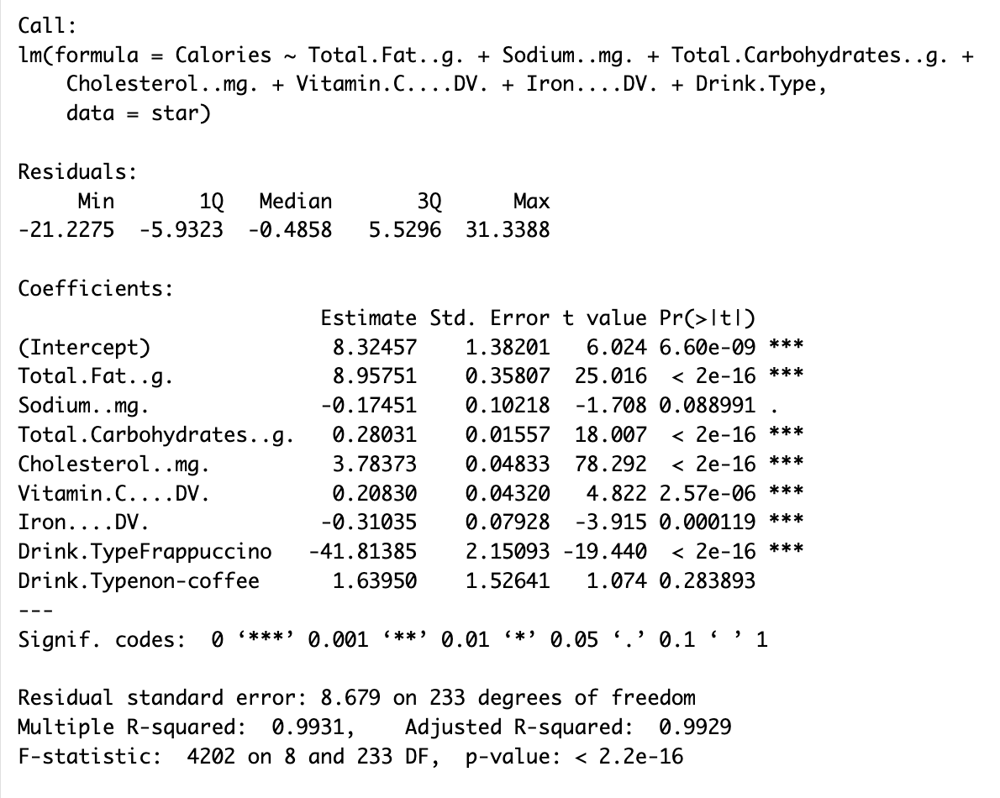 Call:
lm(formula = Calories ~ Total.Fat..g. + Sodium..mg. + Total.Carbohydrates..g. +
    Cholesterol..mg. + Vitamin.C....DV. + Iron....DV. + Drink.Type,
    data = star)

Residuals:
     Min       1Q   Median       3Q      Max
-21.2275  -5.9323  -0.4858   5.5296  31.3388

Coefficients:
                         Estimate Std. Error t value Pr(>|t|)
(Intercept)               8.32457    1.38201   6.024 6.60e-09 ***
Total.Fat..g.             8.95751    0.35807  25.016  < 2e-16 ***
Sodium..mg.              -0.17451    0.10218  -1.708 0.088991 .
Total.Carbohydrates..g.   0.28031    0.01557  18.007  < 2e-16 ***
Cholesterol..mg.          3.78373    0.04833  78.292  < 2e-16 ***
Vitamin.C....DV.          0.20830    0.04320   4.822 2.57e-06 ***
Iron....DV.              -0.31035    0.07928  -3.915 0.000119 ***
Drink.TypeFrappuccino   -41.81385    2.15093 -19.440  < 2e-16 ***
Drink.Typenon-coffee      1.63950    1.52641   1.074 0.283893
---
Signif. codes:  0 ‘***’ 0.001 ‘**’ 0.01 ‘*’ 0.05 ‘.’ 0.1 ‘ ’ 1

Residual standard error: 8.679 on 233 degrees of freedom
Multiple R-squared:  0.9931,    Adjusted R-squared:  0.9929
F-statistic:  4202 on 8 and 233 DF,  p-value: < 2.2e-16